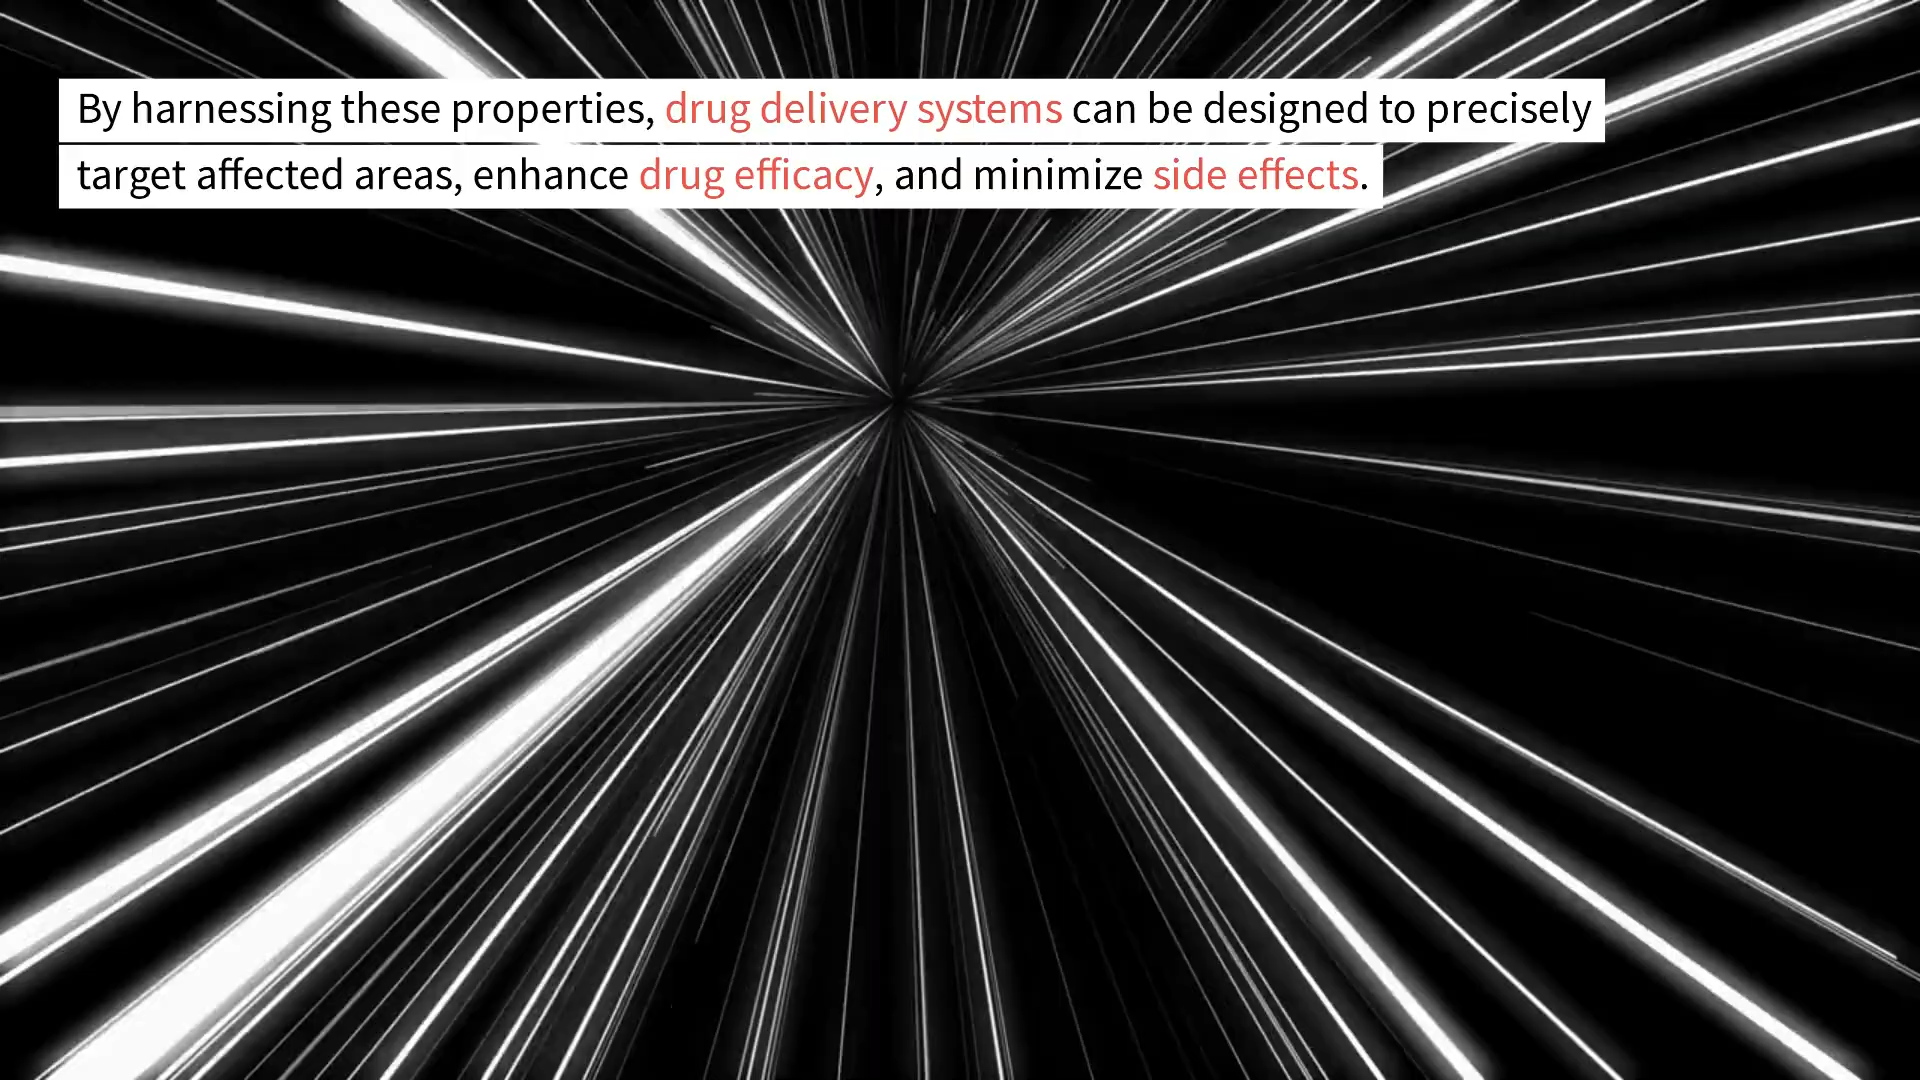 By harnessing these properties, drug delivery systems can be designed to precisely
target affected areas, enhance drug efficacy, and minimize side effects.